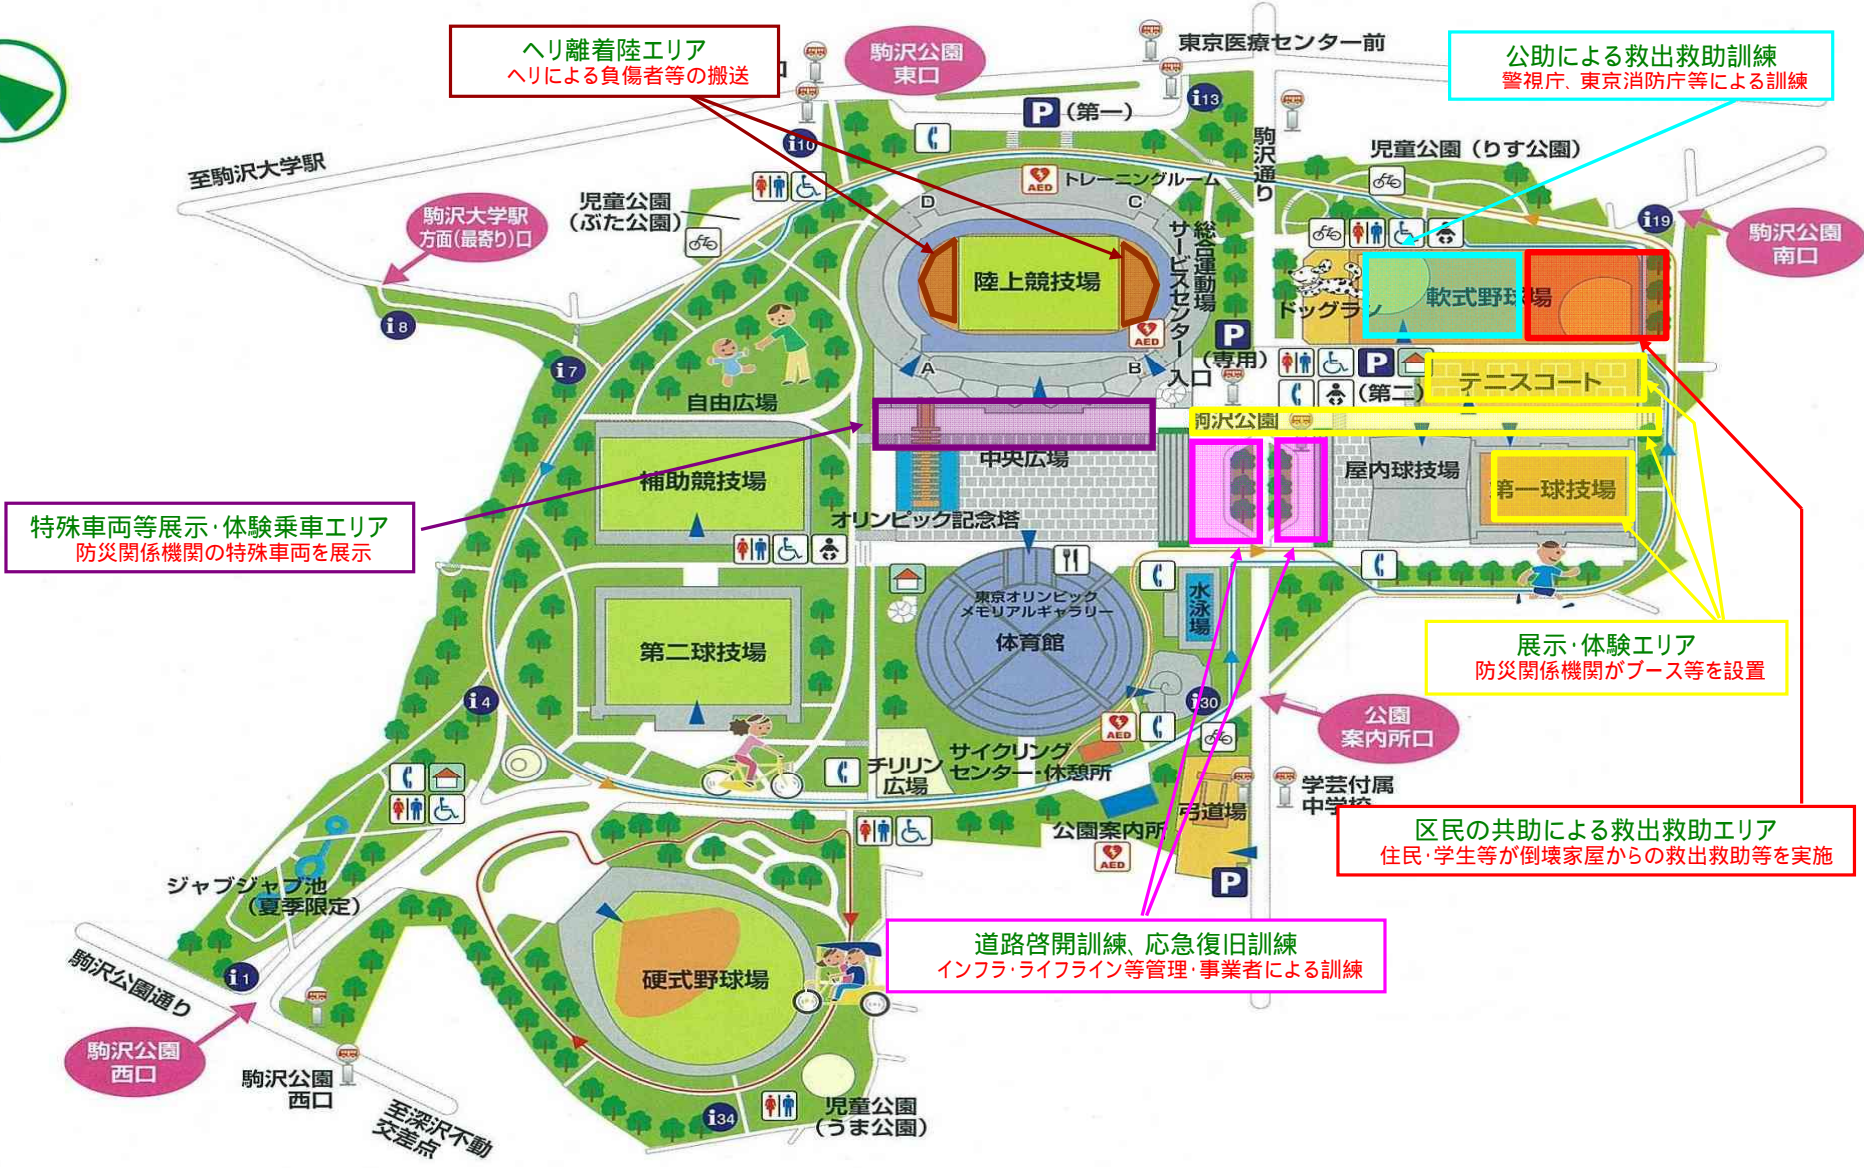 ヘリ離着陸エリア
ヘリによる負傷者等の搬送
駒沢公園
東口
東京医療センター前
公助による救出救助訓練
警視庁、東京消防庁等による訓練
P (第一)
i13
i10
駒沢通り
児童公園 (りす公園)
至駒沢大学駅
トレーニングルーム
AED
児童公園
(ぶた公園)
駒沢大学駅
方面(最寄り)口
D
C
i19
駒沢公園
南口
総合運動場
サービスセンター
入口
陸上競技場
軟式野球場
ドッグラン
i8
AED
P
(専用)
i7
A
B
P
(第二)
テニスコート
自由広場
駒沢公園
中央広場
補助競技場
屋内球技場
第一球技場
特殊車両等展示・体験乗車エリア
防災関係機関の特殊車両を展示
オリンピック記念塔
東京オリンピック
メモリアルギャラリー
体育館
水泳場
第二球技場
展示・体験エリア
防災関係機関がブース等を設置
i4
i30
公園
案内所口
AED
サイクリング
センター・休憩所
チリリン
広場
学芸付属
中学校
弓道場
公園案内所
AED
区民の共助による救出救助エリア
住民・学生等が倒壊家屋からの救出救助等を実施
P
ジャブジャブ池
(夏季限定)
道路啓開訓練、応急復旧訓練
インフラ・ライフライン等管理・事業者による訓練
駒沢公園通り
i1
硬式野球場
駒沢公園
西口
駒沢公園
西口
至深沢不動
交差点
i34
児童公園
(うま公園)